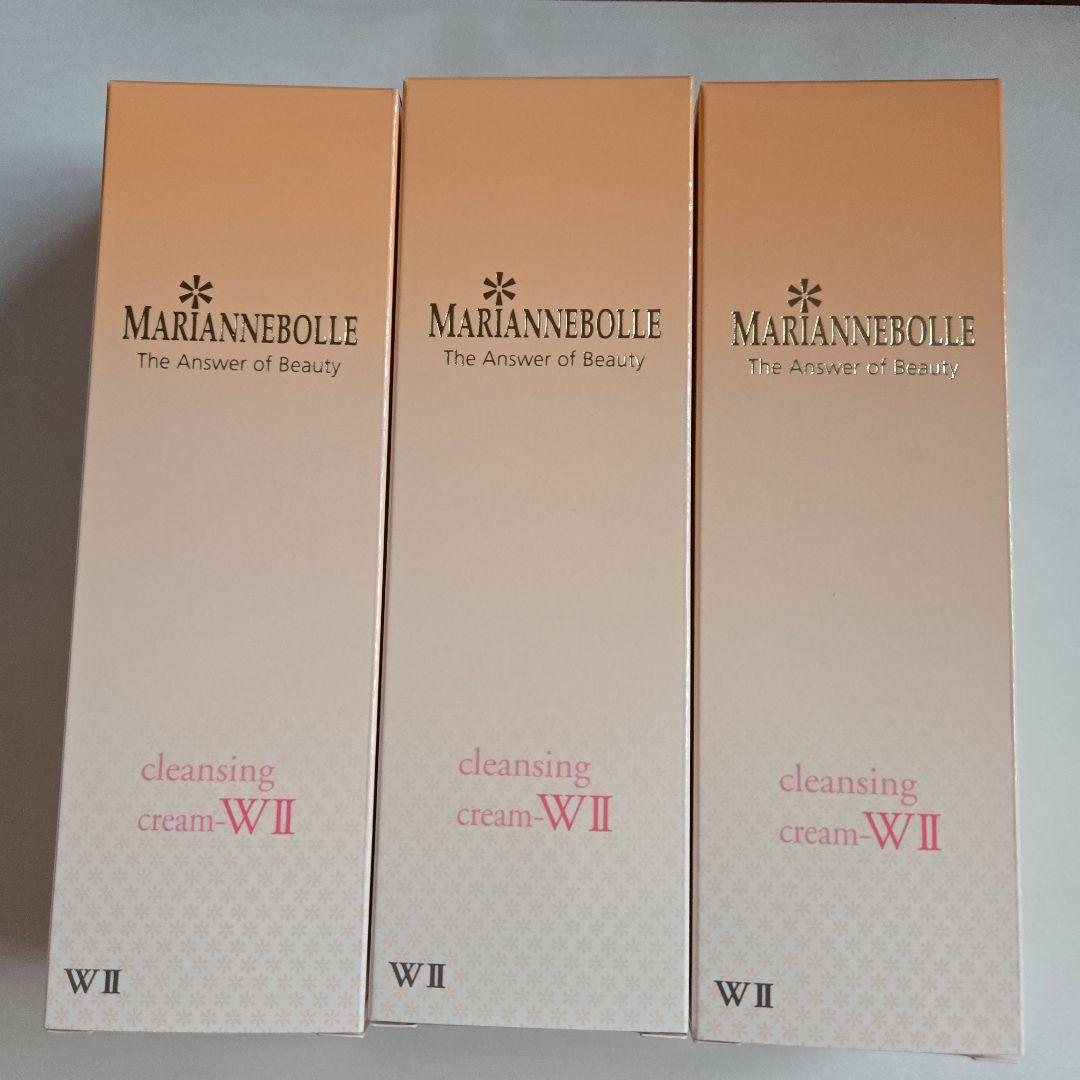 MARIANNEBOLLE
The Answer of Beauty
cleansing
cream-WⅡ
WⅡ
MARIANNEBOLLE
The Answer of Beauty
cleansing
cream-WⅡ
WⅡ
MARIANNEBOLLE
The Answer of Beauty
cleansing
cream-WⅡ
WⅡ